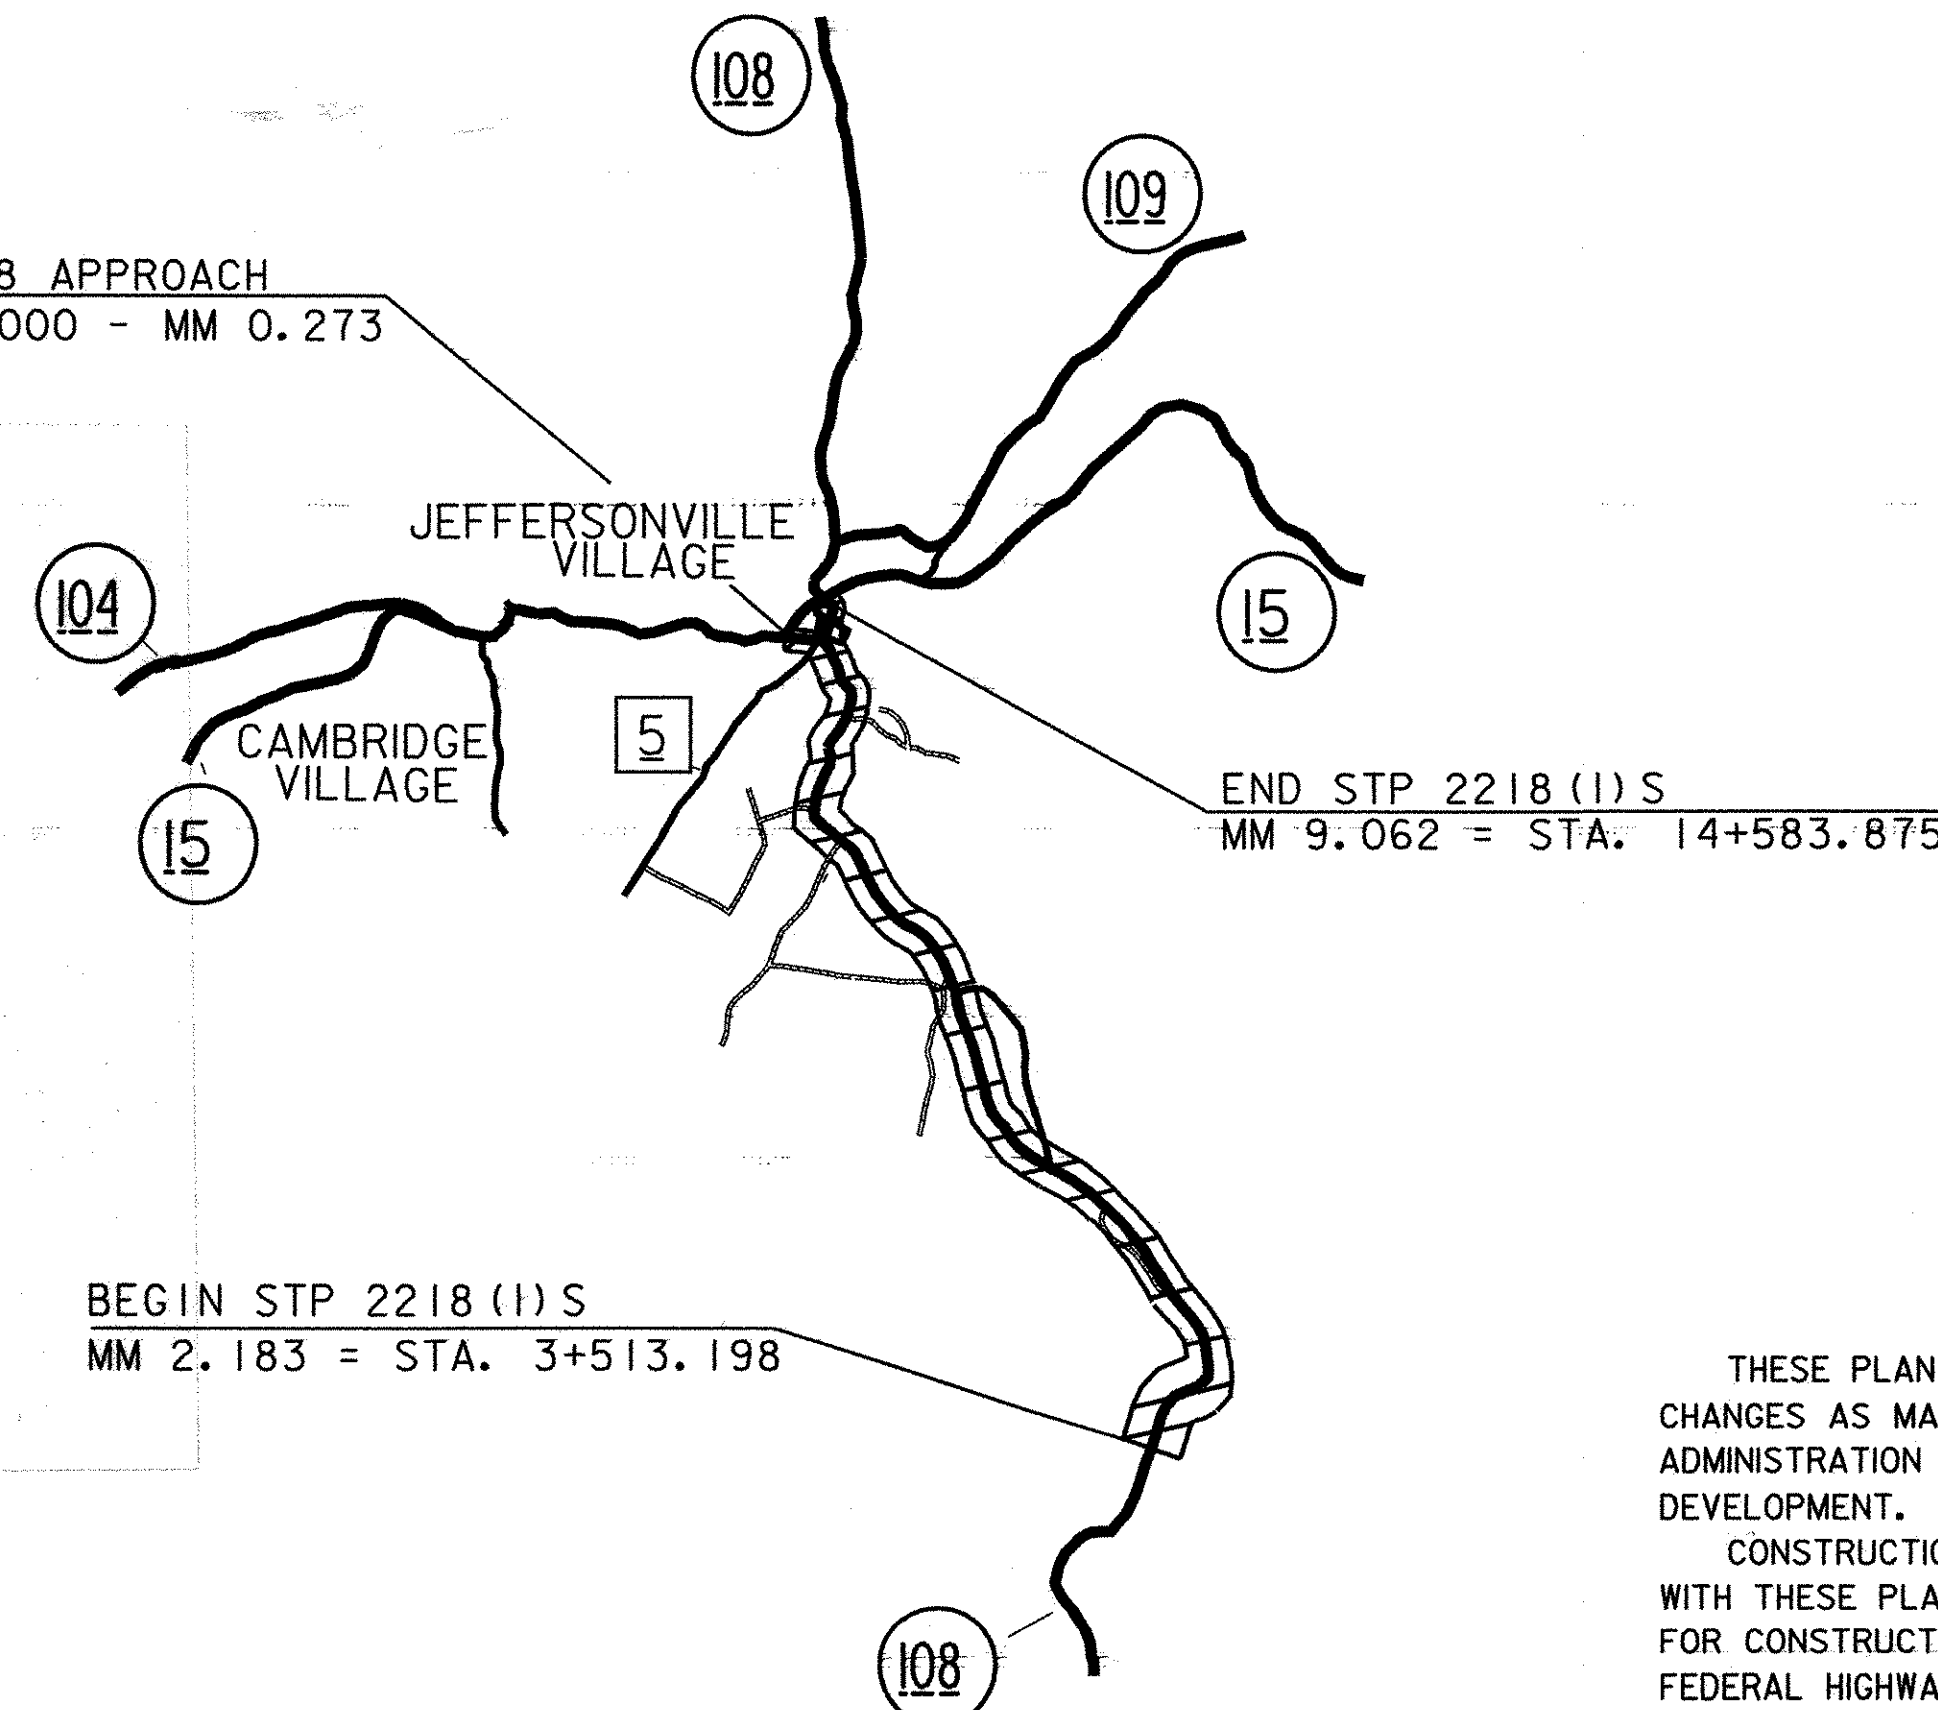 108
109
8 APPROACH
000 - MM 0.273
JEFFERSONVILLE
VILLAGE
104
15
CAMBRIDGE
VILLAGE
5
15
END STP 2218(1)S
MM 9.062 = STA. 14+583.875
BEGIN STP 2218(1)S
MM 2.183 = STA. 3+513.198
THESE PLAN
CHANGES AS MA
ADMINISTRATION
DEVELOPMENT.
CONSTRUCTIO
WITH THESE PLA
FOR CONSTRUCT
FEDERAL HIGHWA
108